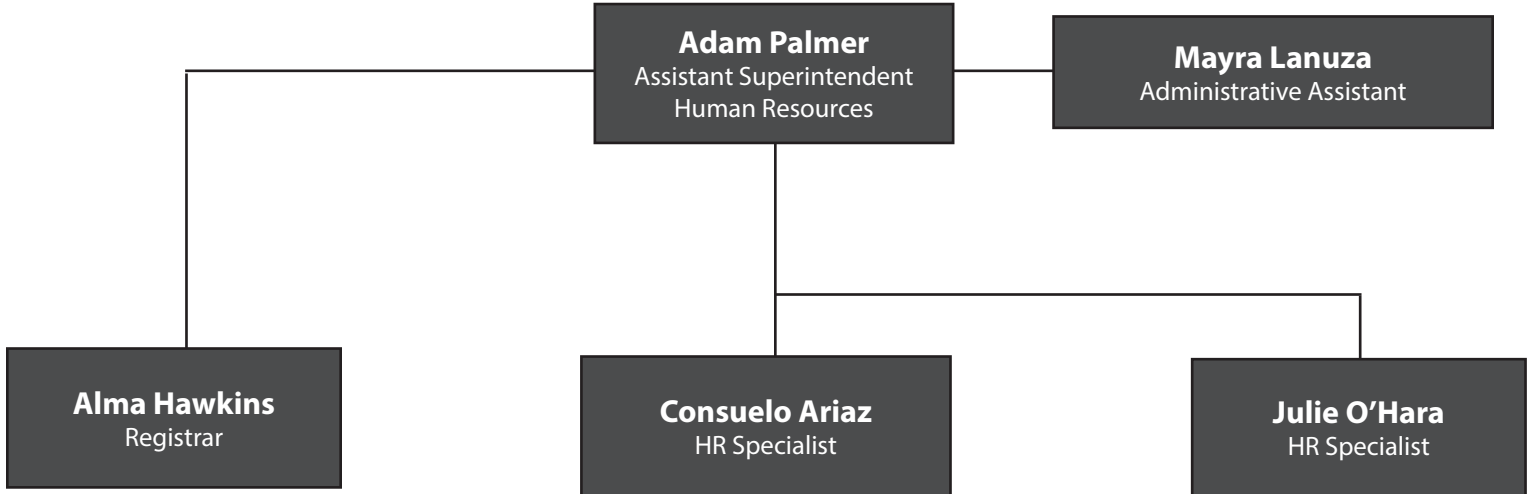 Adam Palmer
Assistant Superintendent
Human Resources
Mayra Lanuza
Administrative Assistant
Alma Hawkins
Registrar
Consuelo Ariaz
HR Specialist
Julie O’Hara
HR Specialist